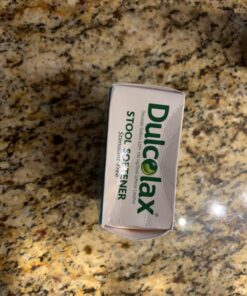 Dulcolax®
STOOL SOFTENER
Stimulant-Free